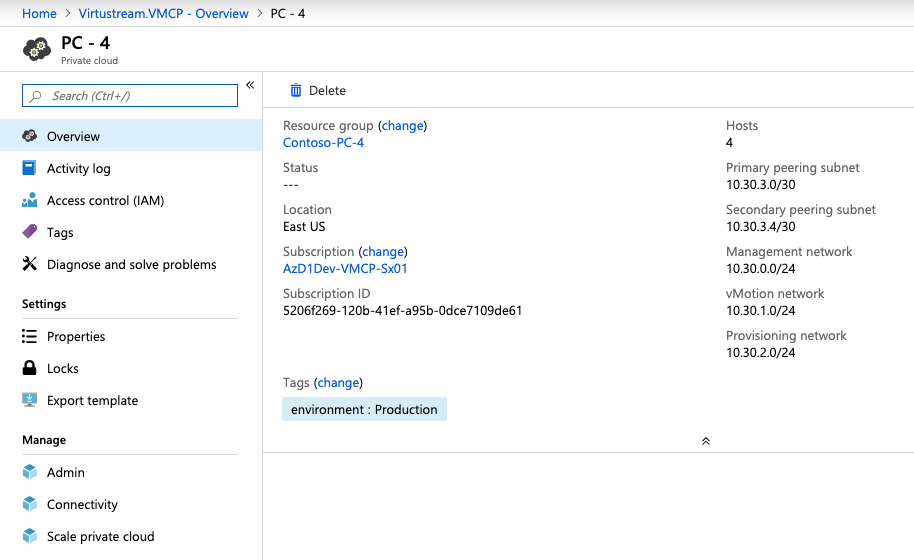 Home > Virtustream.VMCP - Overview > PC - 4
PC - 4
Private cloud
Search (Ctrl+/)
«
Overview
Activity log
Access control (IAM)
Tags
Diagnose and solve problems
Settings
Properties
Locks
Export template
Manage
Admin
Connectivity
Scale private cloud
Delete
Resource group (change)
Contoso-PC-4
Status
---
Location
East US
Subscription (change)
AzD1Dev-VMCP-Sx01
Subscription ID
5206f269-120b-41ef-a95b-0dce7109de61
Hosts
4
Primary peering subnet
10.30.3.0/30
Secondary peering subnet
10.30.3.4/30
Management network
10.30.0.0/24
vMotion network
10.30.1.0/24
Provisioning network
10.30.2.0/24
Tags (change)
environment : Production